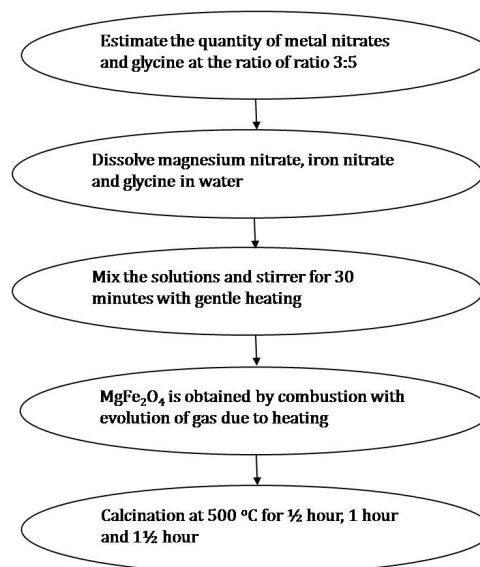 Estimate the quantity of metal nitrates
and glycine at the ratio of ratio 3:5
Dissolve magnesium nitrate, iron nitrate
and glycine in water
Mix the solutions and stirrer for 30
minutes with gentle heating
MgFe₂O₄ is obtained by combustion with
evolution of gas due to heating
Calcination at 500 ºC for ½ hour, 1 hour
and 1½ hour